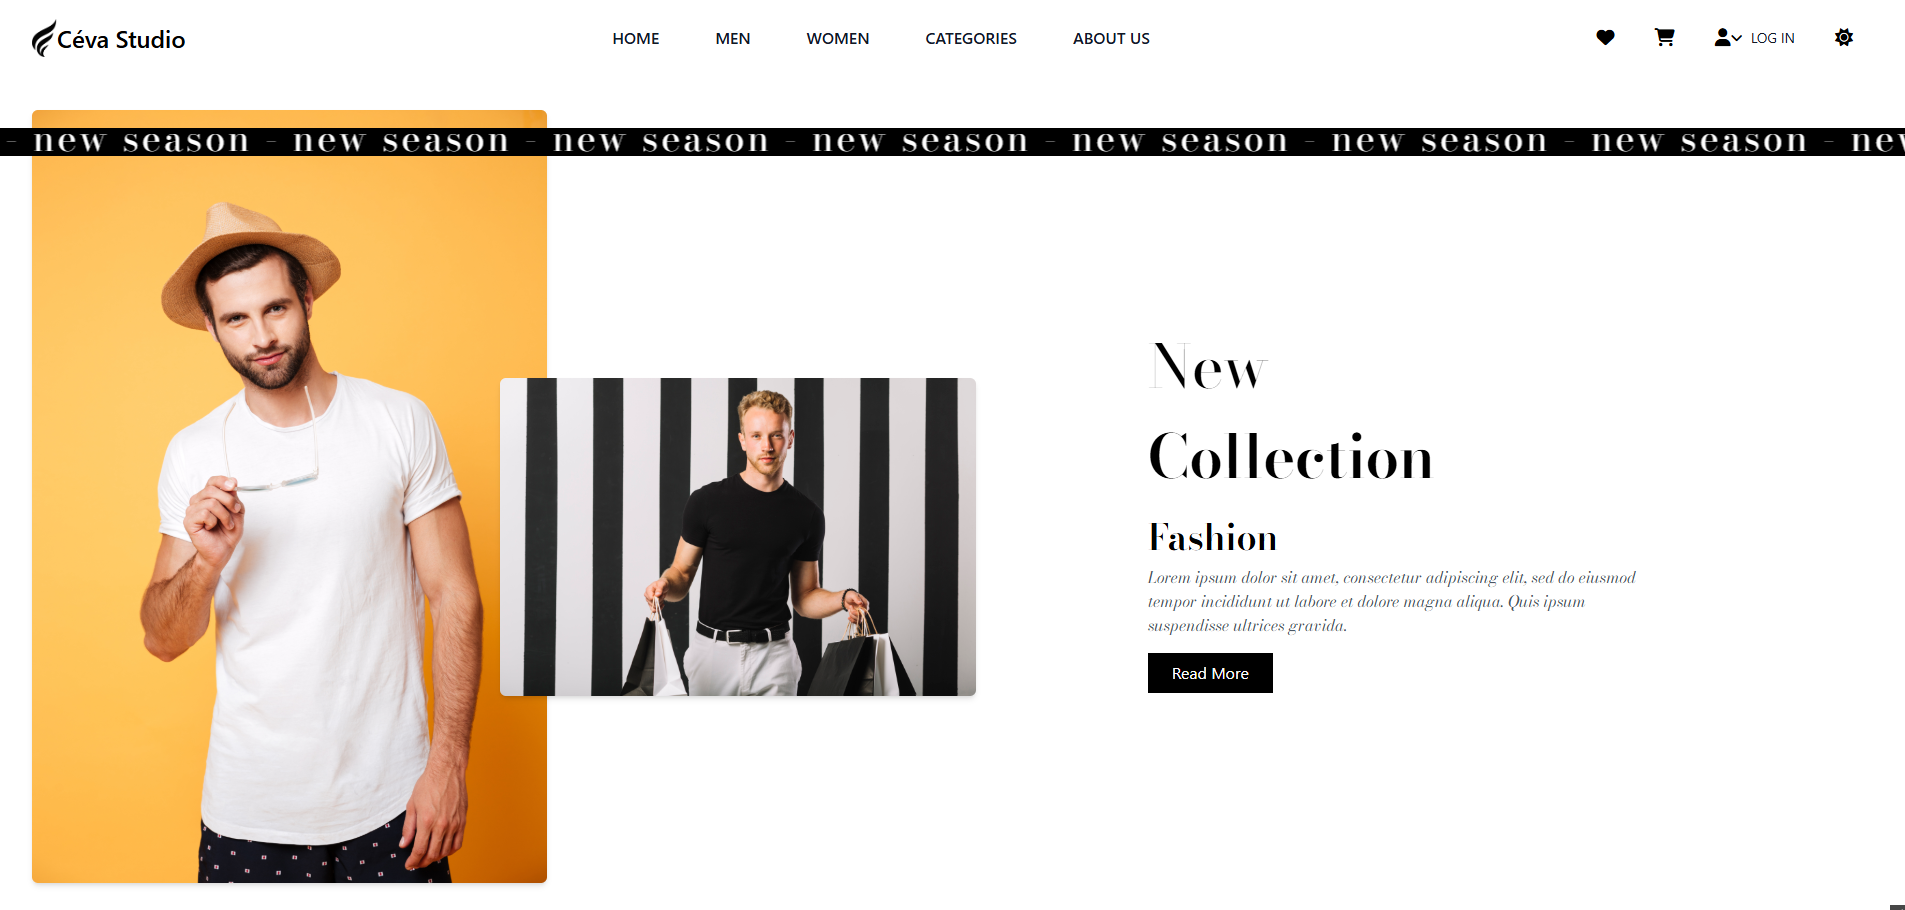 Céva Studio
HOME MEN WOMEN CATEGORIES ABOUT US
LOG IN
- new season - new season - new season - new season - new season - new season - new season - new
New
Collection
Fashion
Lorem ipsum dolor sit amet, consectetur adipiscing elit, sed do eiusmod
tempor incididunt ut labore et dolore magna aliqua. Quis ipsum
suspendisse ultrices gravida.
Read More